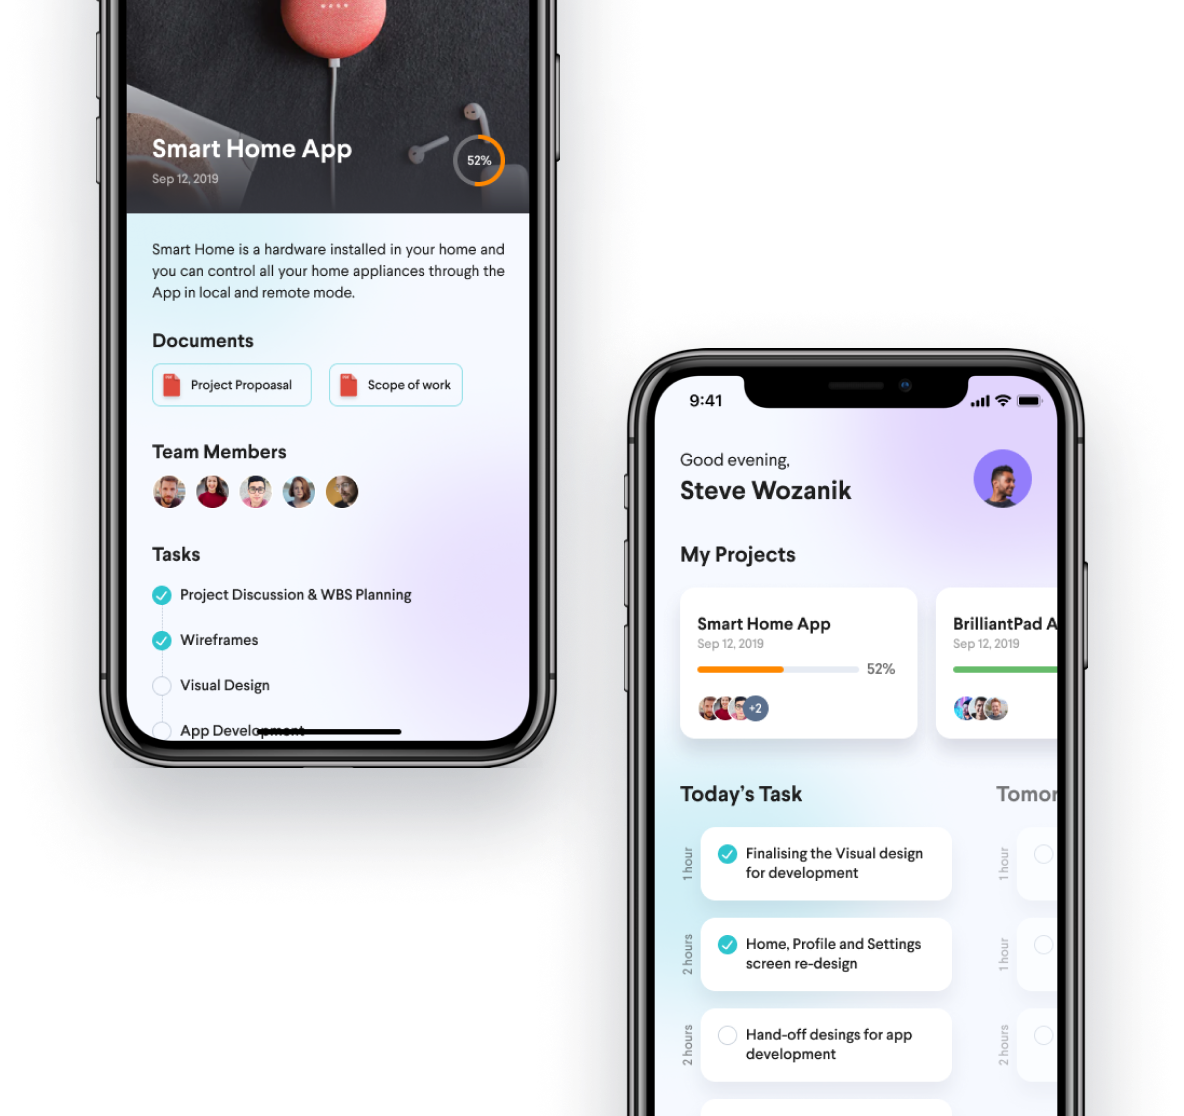 Smart Home App
Sep 12, 2019
52%
Smart Home is a hardware installed in your home and
you can control all your home appliances through the
App in local and remote mode.
Documents
Project Propoasal
Scope of work
Team Members
Tasks
Project Discussion & WBS Planning
Wireframes
Visual Design
App Development
9:41
Good evening,
Steve Wozanik
My Projects
Smart Home App
Sep 12, 2019
52%
+2
BrilliantPad A
Sep 12, 2019
Today's Task
1 hour
Finalising the Visual design
for development
2 hours
Home, Profile and Settings
screen re-design
2 hours
Hand-off desings for app
development
Tomor
1 hour
1 hour
2 hours